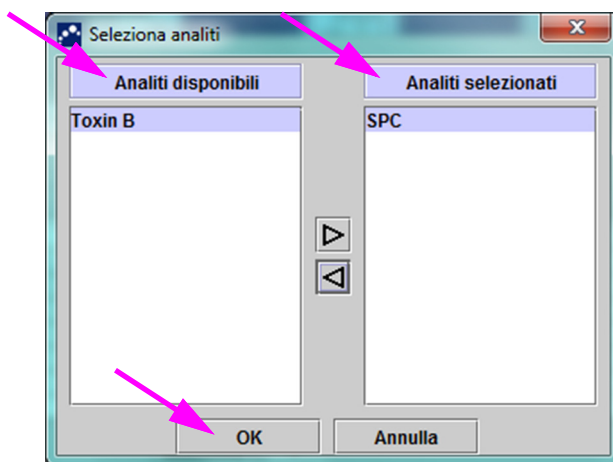 Seleziona analiti
Analiti disponibili
Analiti selezionati
Toxin B
SPC
OK
Annulla